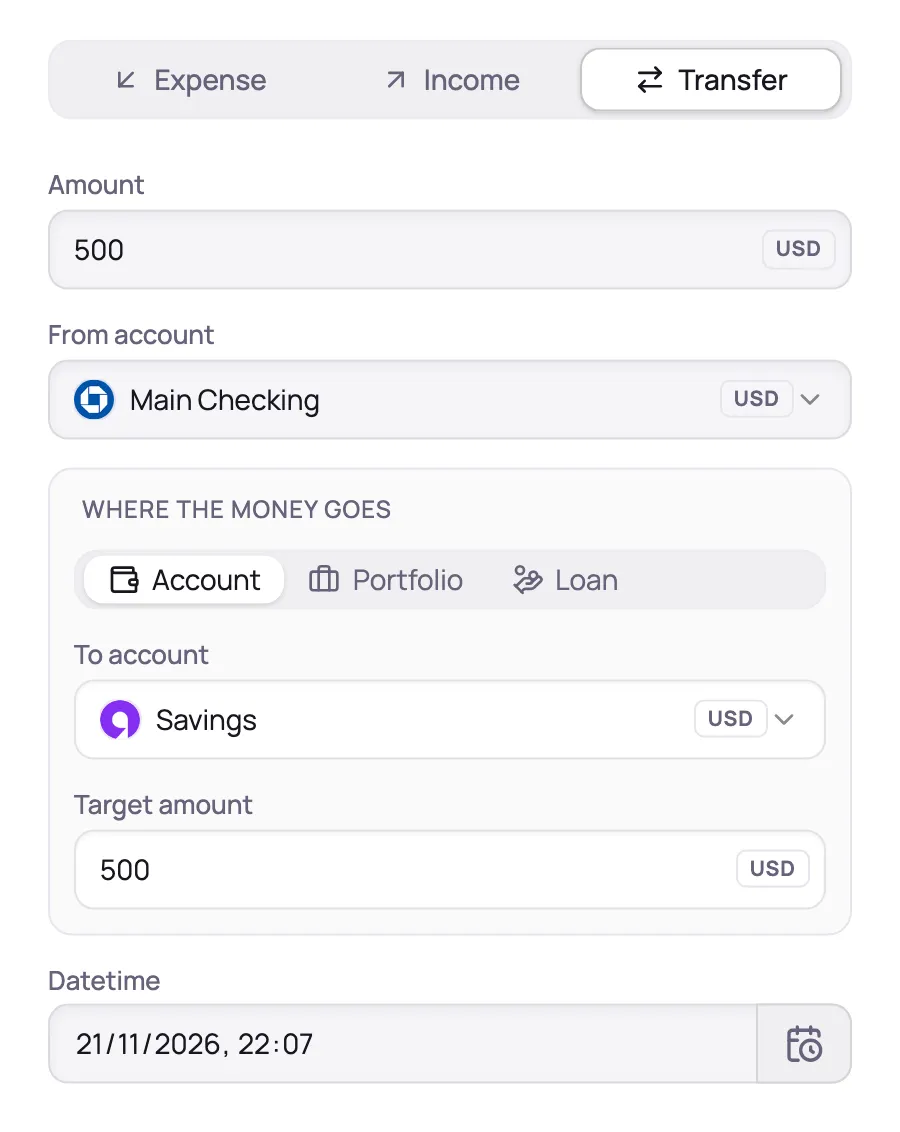 Expense Income Transfer
Amount
500 USD
From account
Main Checking USD
WHERE THE MONEY GOES
Account Portfolio Loan
To account
Savings USD
Target amount
500 USD
Datetime
21/11/2026, 22:07